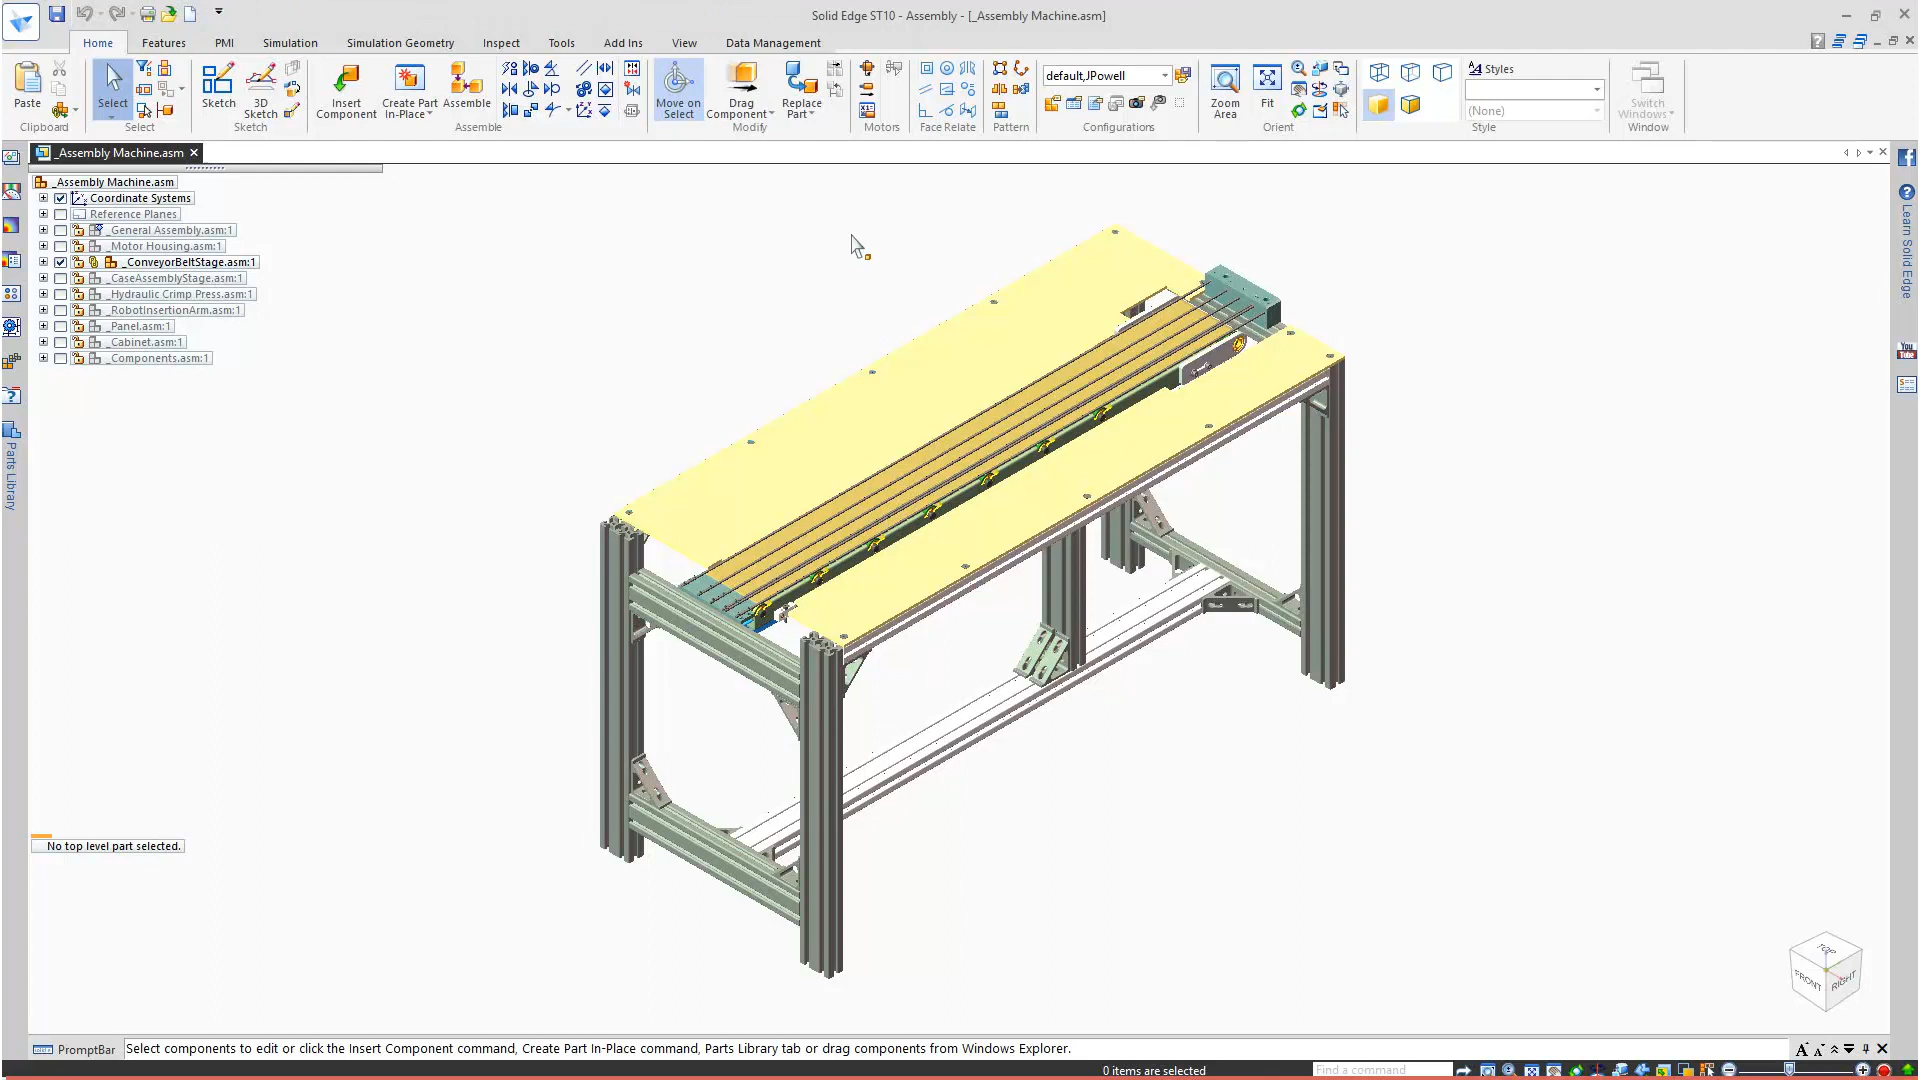 Solid Edge ST10 - Assembly - [_Assembly Machine.asm]
Home Features PMI Simulation Simulation Geometry Inspect Tools Add Ins View Data Management
Paste
Clipboard
Select
Select
Sketch
3D
Sketch
Sketch
Insert
Component
Create Part
In-Place
Assemble
Assemble
Move on
Select
Drag
Component
Replace
Part
Modify
Motors
Face Relate
Pattern
default,JPowell
Configurations
Zoom
Area
Fit
Orient
Styles
(None)
Style
Switch
Windows
Window
_Assembly Machine.asm
_Assembly Machine.asm
Coordinate Systems
Reference Planes
_General Assembly.asm:1
_Motor Housing.asm:1
_ConveyorBeltStage.asm:1
_CaseAssemblyStage.asm:1
_Hydraulic Crimp Press.asm:1
_RobotInsertionArm.asm:1
_Panel.asm:1
_Cabinet.asm:1
_Components.asm:1
Parts Library
Learn Solid Edge
You
Tube
No top level part selected.
TOP
FRONT
RIGHT
PromptBar
Select components to edit or click the Insert Component command, Create Part In-Place command, Parts Library tab or drag components from Windows Explorer.
0 items are selected
Find a command